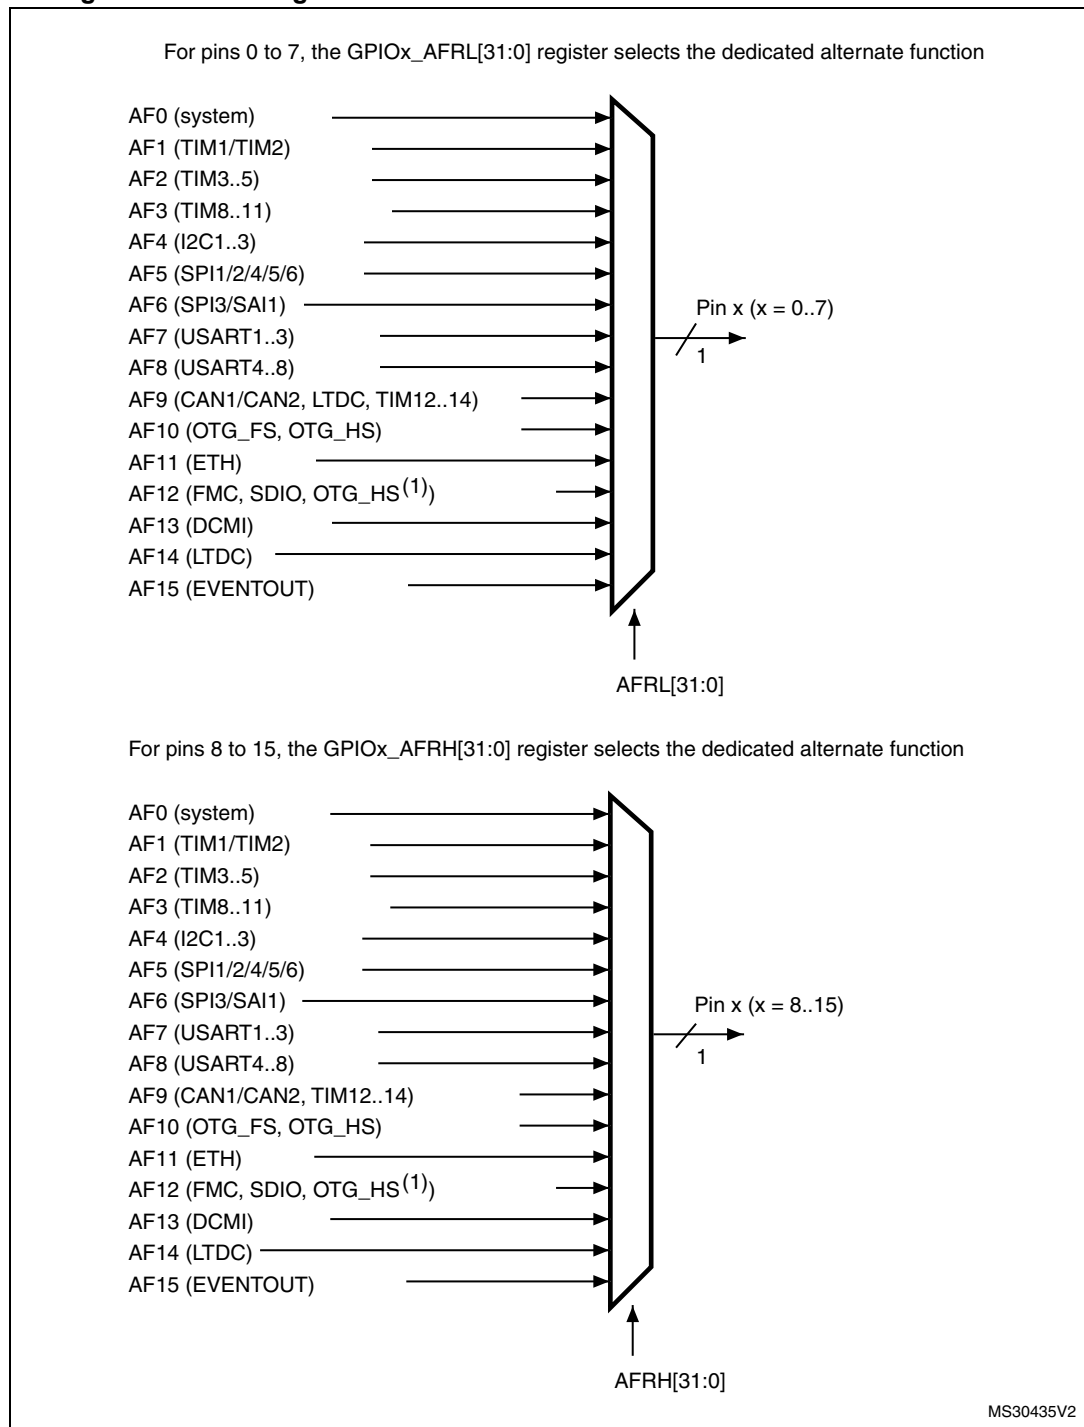 For pins 0 to 7, the GPIOx_AFRL[31:0] register selects the dedicated alternate function
AF0 (system)
AF1 (TIM1/TIM2)
AF2 (TIM3..5)
AF3 (TIM8..11)
AF4 (I2C1..3)
AF5 (SPI1/2/4/5/6)
AF6 (SPI3/SAI1)
AF7 (USART1..3)
AF8 (USART4..8)
AF9 (CAN1/CAN2, LTDC, TIM12..14)
AF10 (OTG_FS, OTG_HS)
AF11 (ETH)
AF12 (FMC, SDIO, OTG_HS(1))
AF13 (DCMI)
AF14 (LTDC)
AF15 (EVENTOUT)
Pin x (x = 0..7)
1
AFRL[31:0]
For pins 8 to 15, the GPIOx_AFRH[31:0] register selects the dedicated alternate function
AF0 (system)
AF1 (TIM1/TIM2)
AF2 (TIM3..5)
AF3 (TIM8..11)
AF4 (I2C1..3)
AF5 (SPI1/2/4/5/6)
AF6 (SPI3/SAI1)
AF7 (USART1..3)
AF8 (USART4..8)
AF9 (CAN1/CAN2, TIM12..14)
AF10 (OTG_FS, OTG_HS)
AF11 (ETH)
AF12 (FMC, SDIO, OTG_HS(1))
AF13 (DCMI)
AF14 (LTDC)
AF15 (EVENTOUT)
Pin x (x = 8..15)
1
AFRH[31:0]
MS30435V2